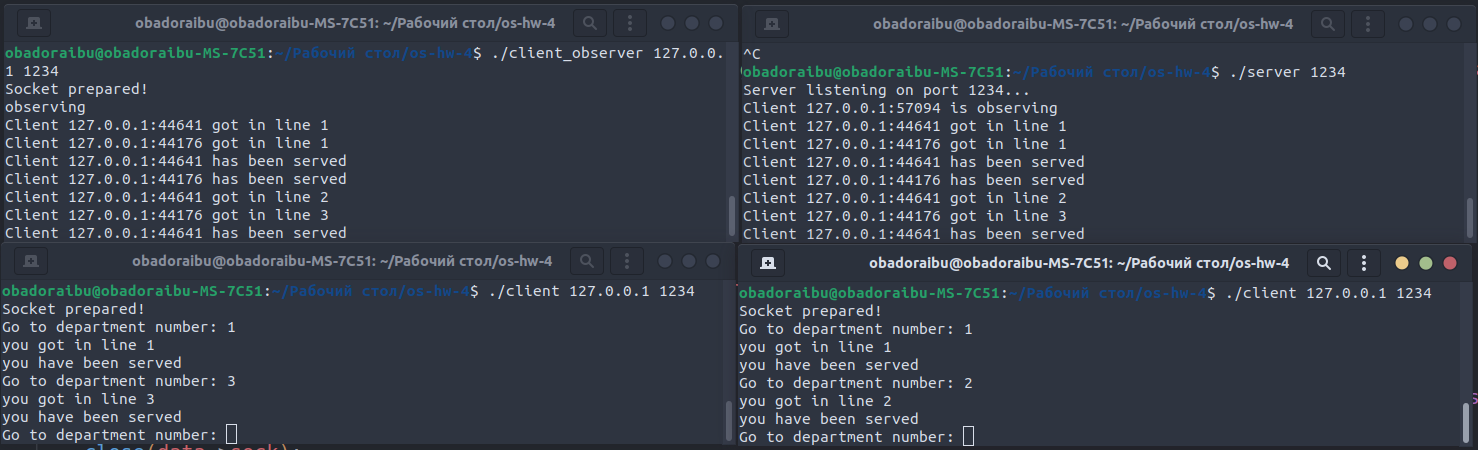 obadoraibu@obadoraibu-MS-7C51: ~/Рабочий стол/os-hw-4
obadoraibu@obadoraibu-MS-7C51:~/Рабочий стол/os-hw-4$ ./client_observer 127.0.0.
1 1234
Socket prepared!
observing
Client 127.0.0.1:44641 got in line 1
Client 127.0.0.1:44176 got in line 1
Client 127.0.0.1:44641 has been served
Client 127.0.0.1:44176 has been served
Client 127.0.0.1:44641 got in line 2
Client 127.0.0.1:44176 got in line 3
Client 127.0.0.1:44641 has been served
obadoraibu@obadoraibu-MS-7C51: ~/Рабочий стол/os-hw-4
^C
obadoraibu@obadoraibu-MS-7C51:~/Рабочий стол/os-hw-4$ ./server 1234
Server listening on port 1234...
Client 127.0.0.1:57094 is observing
Client 127.0.0.1:44641 got in line 1
Client 127.0.0.1:44176 got in line 1
Client 127.0.0.1:44641 has been served
Client 127.0.0.1:44176 has been served
Client 127.0.0.1:44641 got in line 2
Client 127.0.0.1:44176 got in line 3
Client 127.0.0.1:44641 has been served
obadoraibu@obadoraibu-MS-7C51: ~/Рабочий стол/os-hw-4
obadoraibu@obadoraibu-MS-7C51:~/Рабочий стол/os-hw-4$ ./client 127.0.0.1 1234
Socket prepared!
Go to department number: 1
you got in line 1
you have been served
Go to department number: 3
you got in line 3
you have been served
Go to department number:
obadoraibu@obadoraibu-MS-7C51: ~/Рабочий стол/os-hw-4
obadoraibu@obadoraibu-MS-7C51:~/Рабочий стол/os-hw-4$ ./client 127.0.0.1 1234
Socket prepared!
Go to department number: 1
you got in line 1
you have been served
Go to department number: 2
you got in line 2
you have been served
Go to department number: